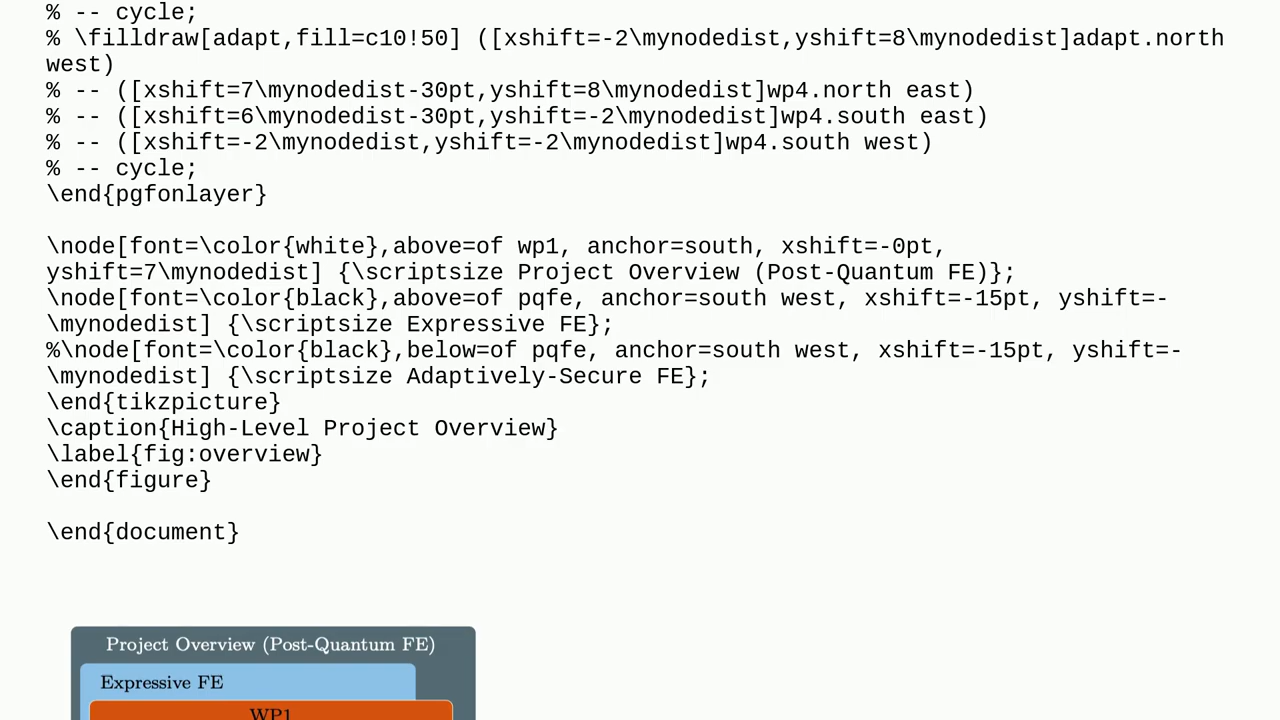 % -- cycle;
% \filldraw[adapt,fill=c10!50] ([xshift=-2\mynodedist,yshift=8\mynodedist]adapt.north
west)
% -- ([xshift=7\mynodedist-30pt,yshift=8\mynodedist]wp4.north east)
% -- ([xshift=6\mynodedist-30pt,yshift=-2\mynodedist]wp4.south east)
% -- ([xshift=-2\mynodedist,yshift=-2\mynodedist]wp4.south west)
% -- cycle;
\end{pgfonlayer}
\node[font=\color{white},above=of wp1, anchor=south, xshift=-0pt,
yshift=7\mynodedist] {\scriptsize Project Overview (Post-Quantum FE)};
\node[font=\color{black},above=of pqfe, anchor=south west, xshift=-15pt, yshift=-
\mynodedist] {\scriptsize Expressive FE};
%\node[font=\color{black},below=of pqfe, anchor=south west, xshift=-15pt, yshift=-
\mynodedist] {\scriptsize Adaptively-Secure FE};
\end{tikzpicture}
\caption{High-Level Project Overview}
\label{fig:overview}
\end{figure}
\end{document}
Project Overview (Post-Quantum FE)
Expressive FE
WP1